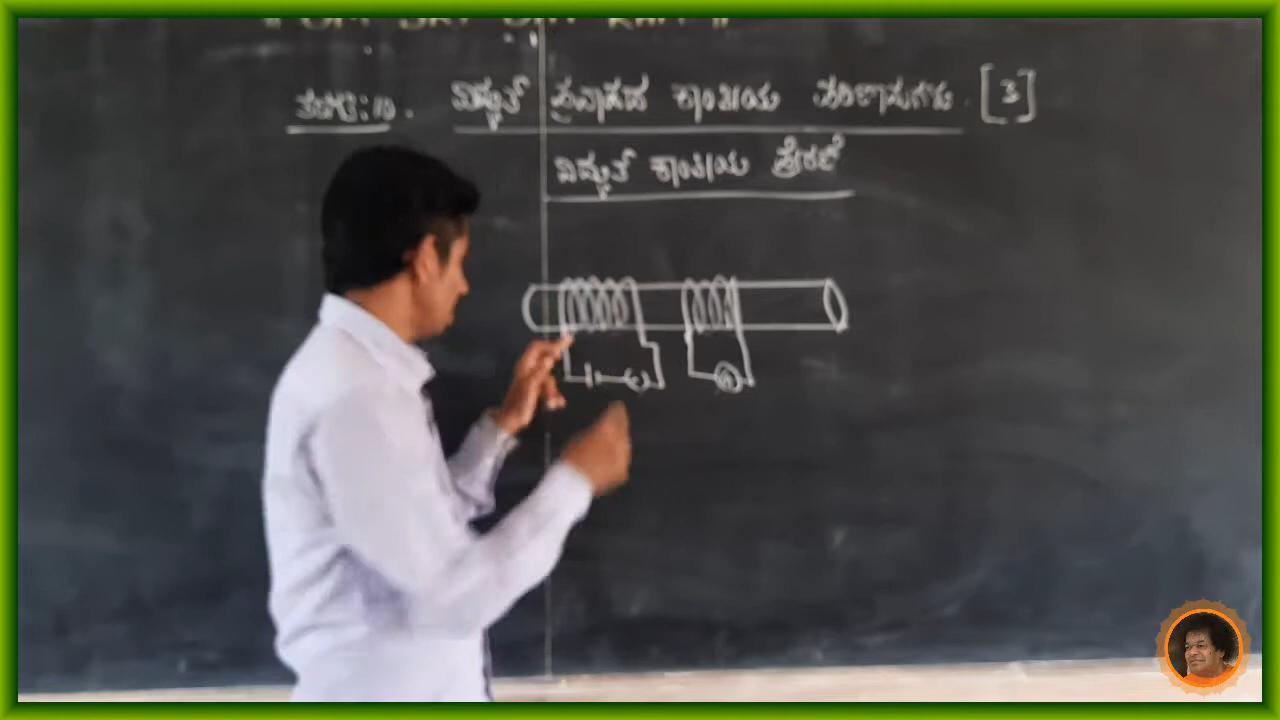 ವಿದ್ಯುತ್ ಪ್ರವಾಹದ ಕಾಂತೀಯ ಪರಿಣಾಮಗಳು. [3]
ವಿದ್ಯುತ್ ಕಾಂತೀಯ ಪ್ರೇರಣೆ